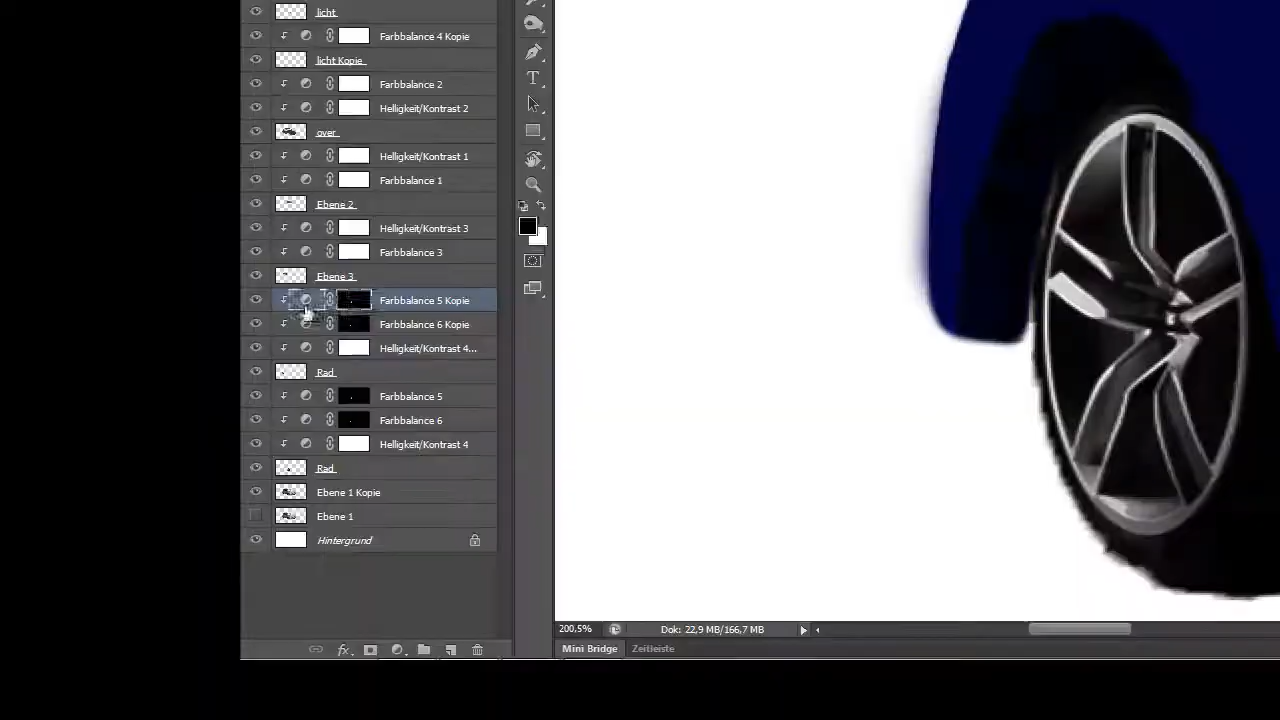 licht
Farbbalance 4 Kopie
licht Kopie
Farbbalance 2
Helligkeit/Kontrast 2
over
Helligkeit/Kontrast 1
Farbbalance 1
Ebene 2
Helligkeit/Kontrast 3
Farbbalance 3
Ebene 3
Farbbalance 5 Kopie
Farbbalance 6 Kopie
Helligkeit/Kontrast 4...
Rad
Farbbalance 5
Farbbalance 6
Helligkeit/Kontrast 4
Rad
Ebene 1 Kopie
Ebene 1
Hintergrund
200,5% Dok: 22,9 MB/166,7 MB
Mini Bridge Zeitleiste